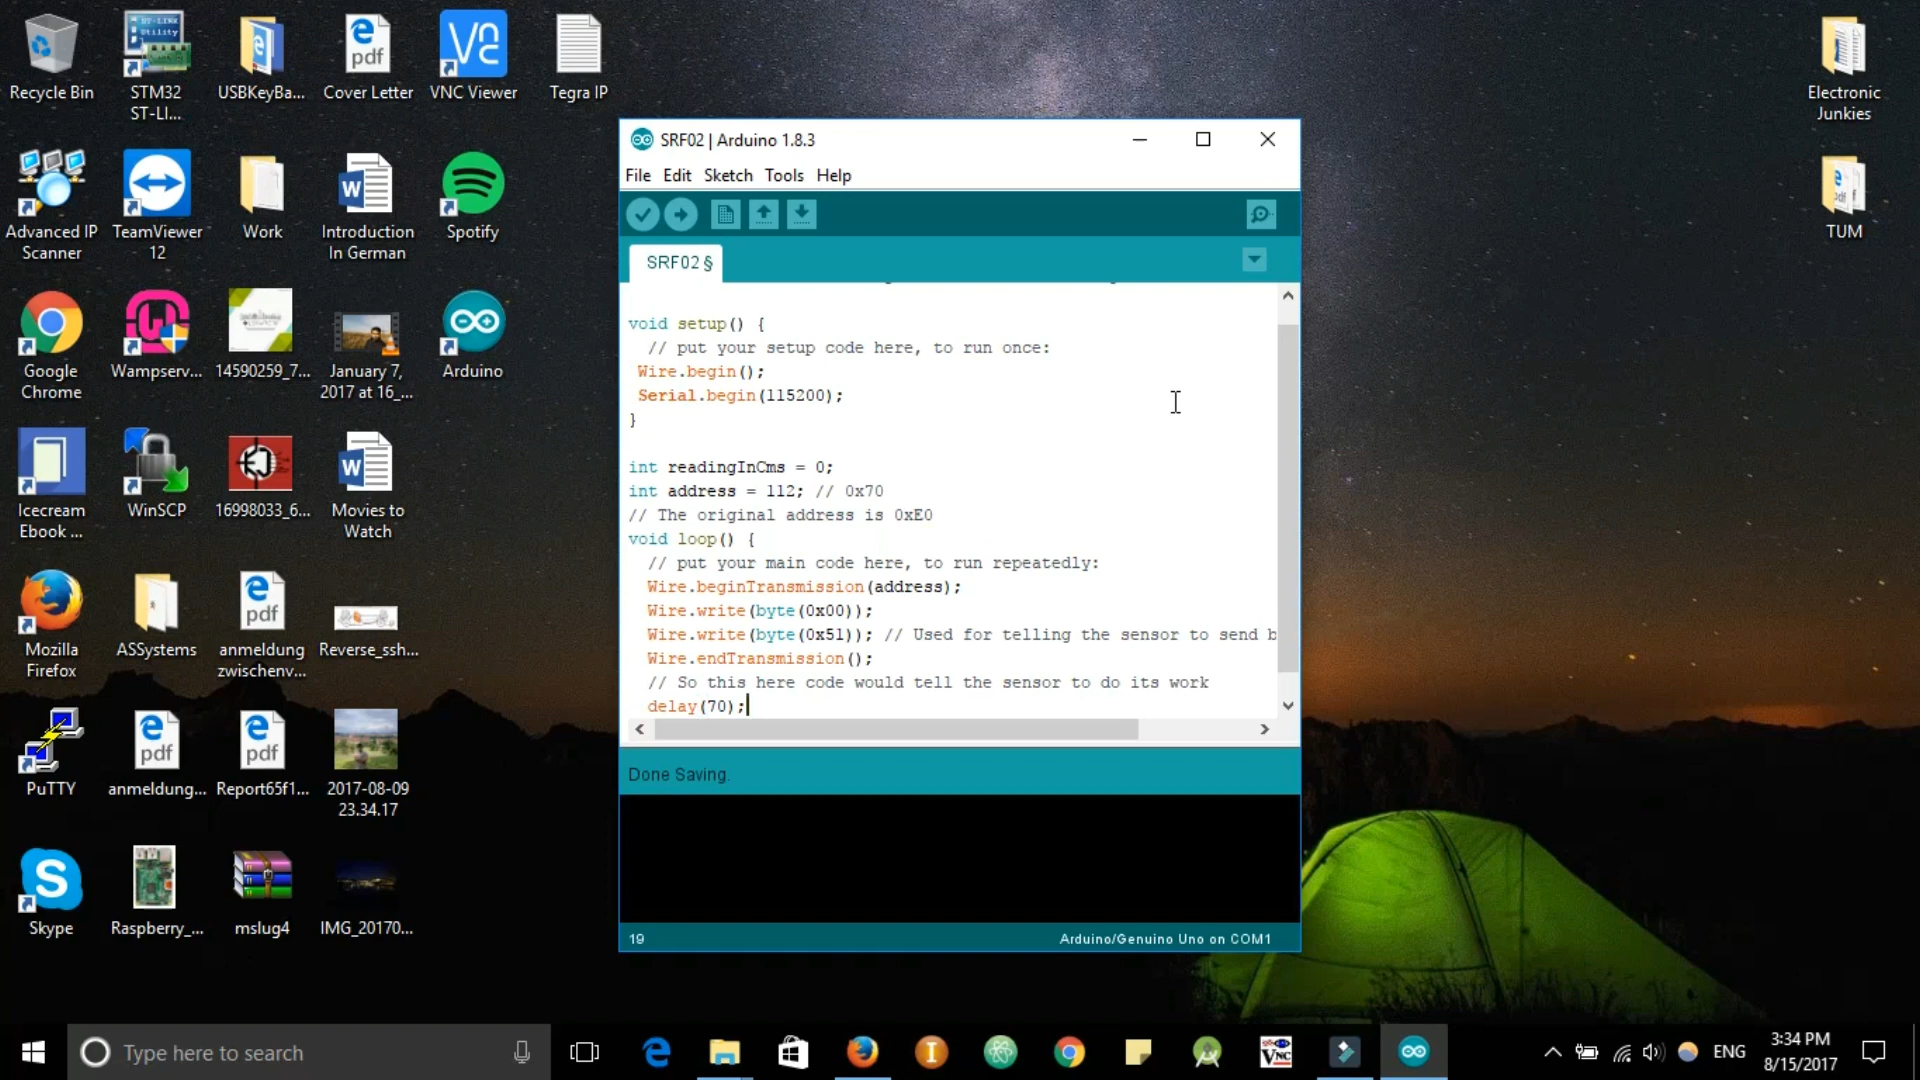 Recycle Bin
STM32
ST-LI...
USBKeyBa...
pdf
Cover Letter
VNC Viewer
Tegra IP
Electronic
Junkies
Advanced IP
Scanner
TeamViewer
12
Work
Introduction
In German
Spotify
TUM
Google
Chrome
Wampserv...
14590259_7...
January 7,
2017 at 16_...
Arduino
Icecream
Ebook ...
WinSCP
16998033_6...
Movies to
Watch
Mozilla
Firefox
ASSystems
pdf
anmeldung
zwischenv...
Reverse_ssh...
PuTTY
pdf
anmeldung...
pdf
Report65f1...
2017-08-09
23.34.17
Skype
Raspberry_...
mslug4
IMG_20170...
SRF02 | Arduino 1.8.3
File Edit Sketch Tools Help
SRF02 §
void setup() {
// put your setup code here, to run once:
Wire.begin();
Serial.begin(115200);
}
int readingInCms = 0;
int address = 112; // 0x70
// The original address is 0xE0
void loop() {
// put your main code here, to run repeatedly:
Wire.beginTransmission(address);
Wire.write(byte(0x00));
Wire.write(byte(0x51)); // Used for telling the sensor to send b
Wire.endTransmission();
// So this here code would tell the sensor to do its work
delay(70);
Done Saving.
19
Arduino/Genuino Uno on COM1
Type here to search
ENG
3:34 PM
8/15/2017